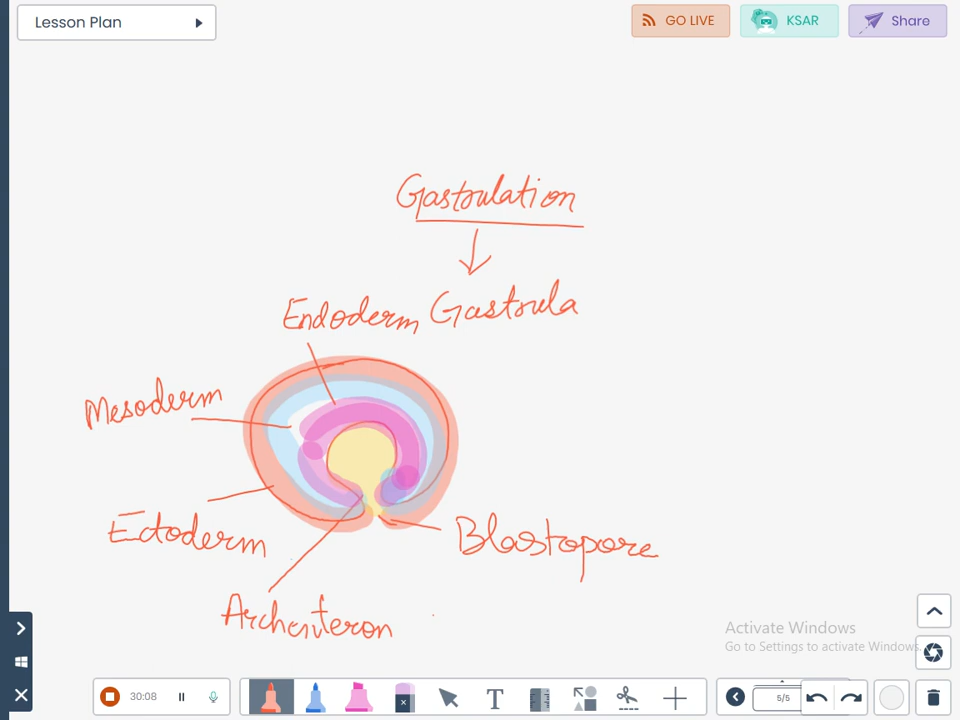 Lesson Plan
GO LIVE
KSAR
Share
Gastrulation
Endoderm Gastrula
Mesoderm
Ectoderm
Blastopore
Archenteron
Activate Windows
Go to Settings to activate Windows.
30:08
T
5/5